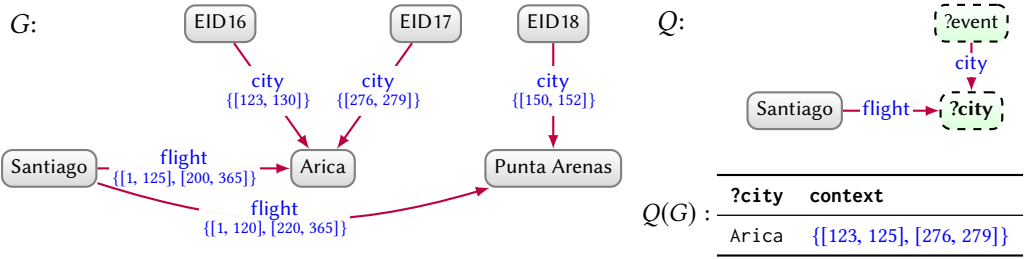 G:
EID16
EID17
EID18
city
{[123, 130]}
city
{[276, 279]}
city
{[150, 152]}
Santiago
flight
{[1, 125], [200, 365]}
Arica
Punta Arenas
flight
{[1, 120], [220, 365]}
Q:
?event
city
Santiago
flight
?city
Q(G) :
?city context
Arica {[123, 125], [276, 279]}